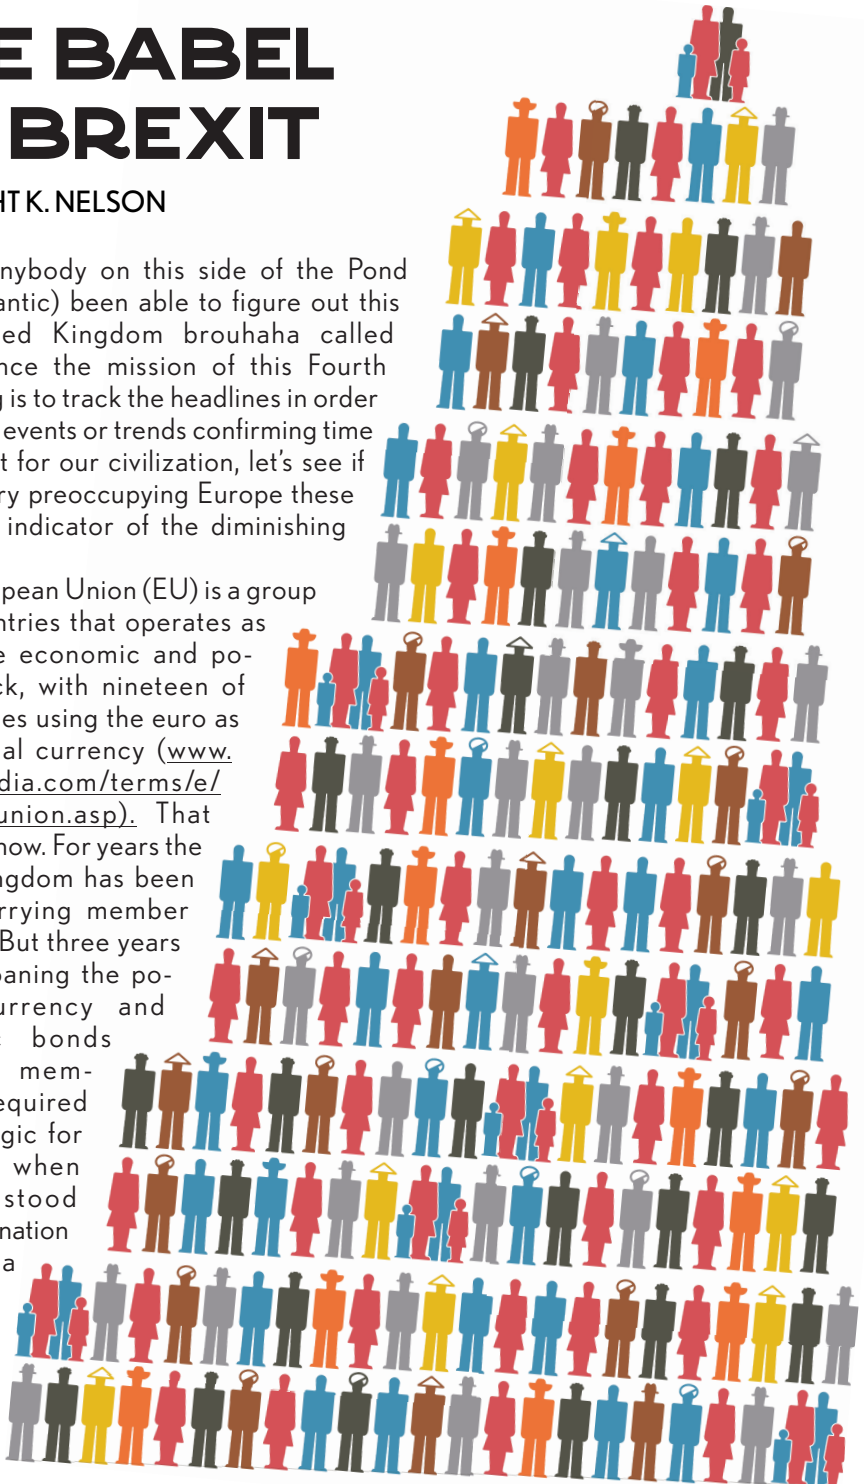 E BABEL
BREXIT
HT K. NELSON
nybody on this side of the Pond
antic) been able to figure out this
ed Kingdom brouhaha called
nce the mission of this Fourth
g is to track the headlines in order
events or trends confirming time
t for our civilization, let's see if
ry preoccupying Europe these
indicator of the diminishing
pean Union (EU) is a group
ntries that operates as
e economic and po-
ck, with nineteen of
es using the euro as
al currency (www.
dia.com/terms/e/
union.asp). That
now. For years the
ngdom has been
rrying member
But three years
oaning the po-
urrency and
c bonds
mem-
equired
gic for
when
stood
nation
a